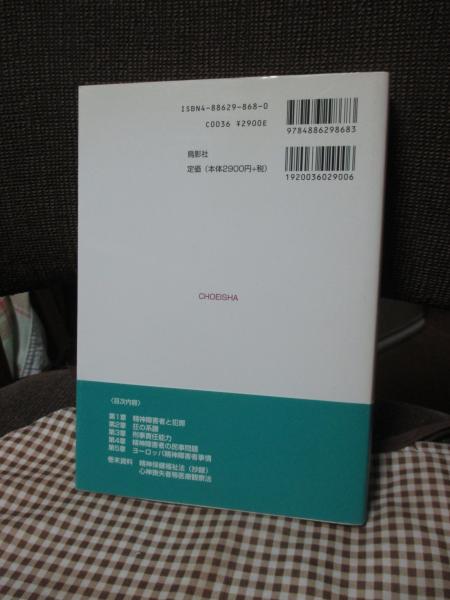 ISBN4-88629-868-0
C0036 ¥2900E
9784886298683
鳥影社
定価（本体2900円+税）
1920036029006
CHOEISHA
〈目次内容〉
第1章 精神障害者と犯罪
第2章 狂の系譜
第3章 刑事責任能力
第4章 精神障害者の民事問題
第5章 ヨーロッパ精神障害者事情
巻末資料 精神保健福祉法（抄録）
心神喪失者等医療観察法